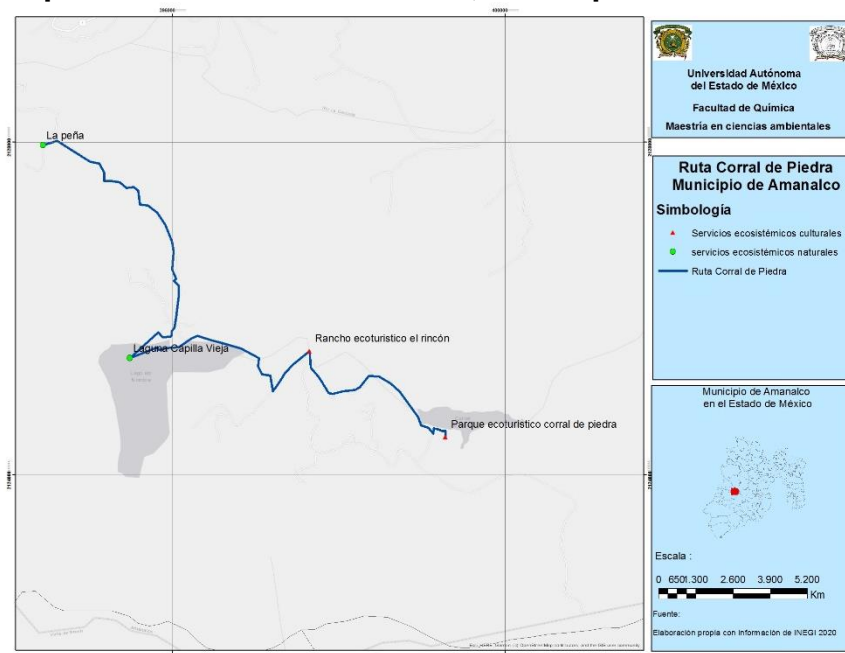 La peña
Laguna Capilla Vieja
Rancho ecoturistico el rincón
Parque ecoturístico corral de piedra
Universidad Autónoma
del Estado de México
Facultad de Química
Maestría en ciencias ambientales
Ruta Corral de Piedra
Municipio de Amanalco
Simbología
Servicios ecosistémicos culturales
servicios ecosistémicos naturales
Ruta Corral de Piedra
Municipio de Amanalco
en el Estado de México
Escala :
0 6501.300 2.600 3.900 5.200
Km
Fuente:
Elaboración propia con información de INEGI 2020